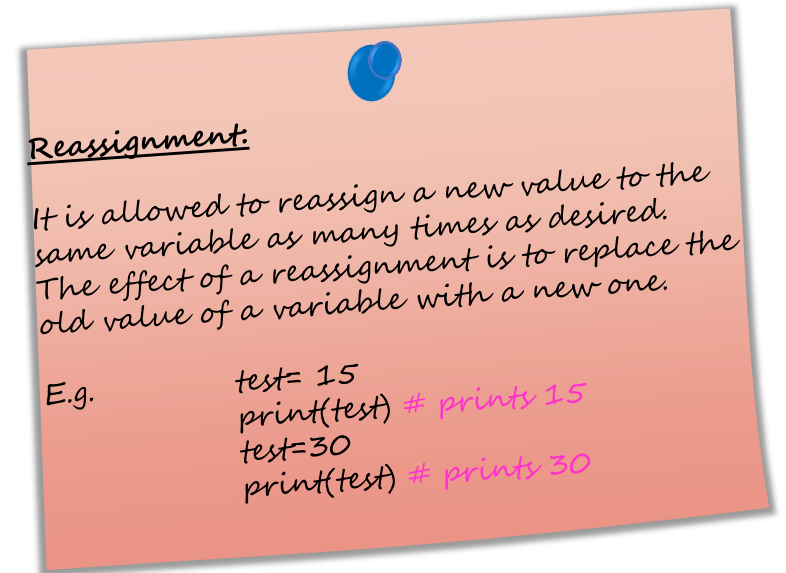 Reassignment:
It is allowed to reassign a new value to the
same variable as many times as desired.
The effect of a reassignment is to replace the
old value of a variable with a new one.
E.g. test= 15
print(test) # prints 15
test=30
print(test) # prints 30